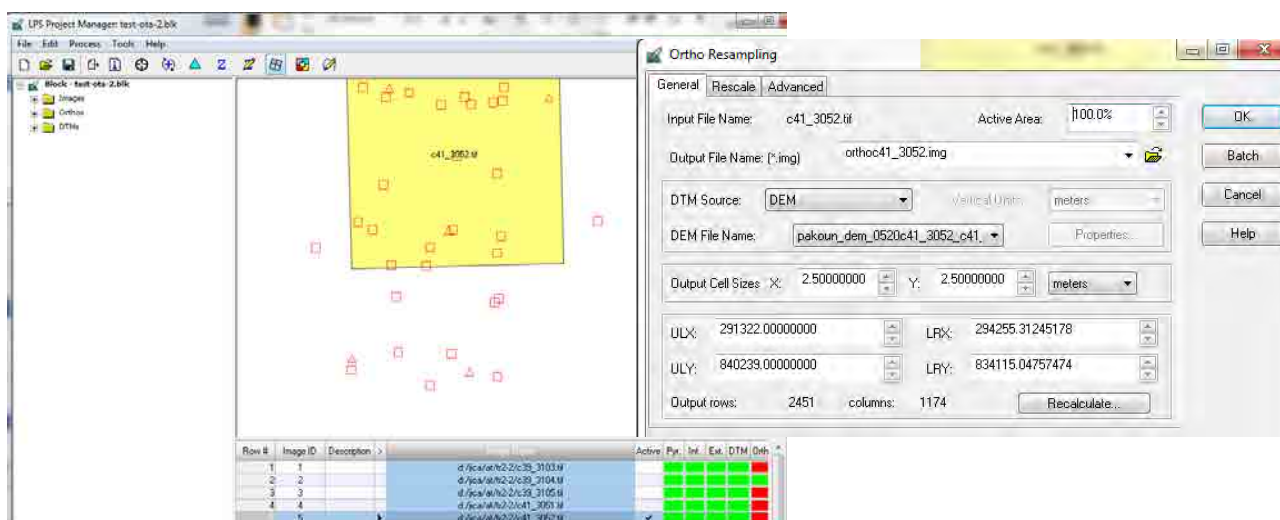 LPS Project Manager: test-ota-2.blk
File Edit Process Tools Help
Block - test-ota-2.blk
Images
Orthos
DTMs
c41_3052.tif
Row # Image ID Description > Active Pyr. Int. Ext. DTM Orth
1 1 d:/jica/at/tr2-2/c39_3103.tif
2 2 d:/jica/at/tr2-2/c39_3104.tif
3 3 d:/jica/at/tr2-2/c39_3105.tif
4 4 d:/jica/at/tr2-2/c41_3051.tif
5 d:/jica/at/tr2-2/c41_3052.tif
Ortho Resampling
General Rescale Advanced
Input File Name: c41_3052.tif Active Area: 100.0%
Output File Name: (*.img) orthoc41_3052.img
DTM Source: DEM Vertical Units: meters
DEM File Name: pakoun_dem_0520c41_3052_c41_ Properties...
Output Cell Sizes X: 2.50000000 Y: 2.50000000 meters
ULX: 291322.00000000 LRX: 294255.31245178
ULY: 840239.00000000 LRY: 834115.04757474
Output rows: 2451 columns: 1174 Recalculate...
OK
Batch
Cancel
Help